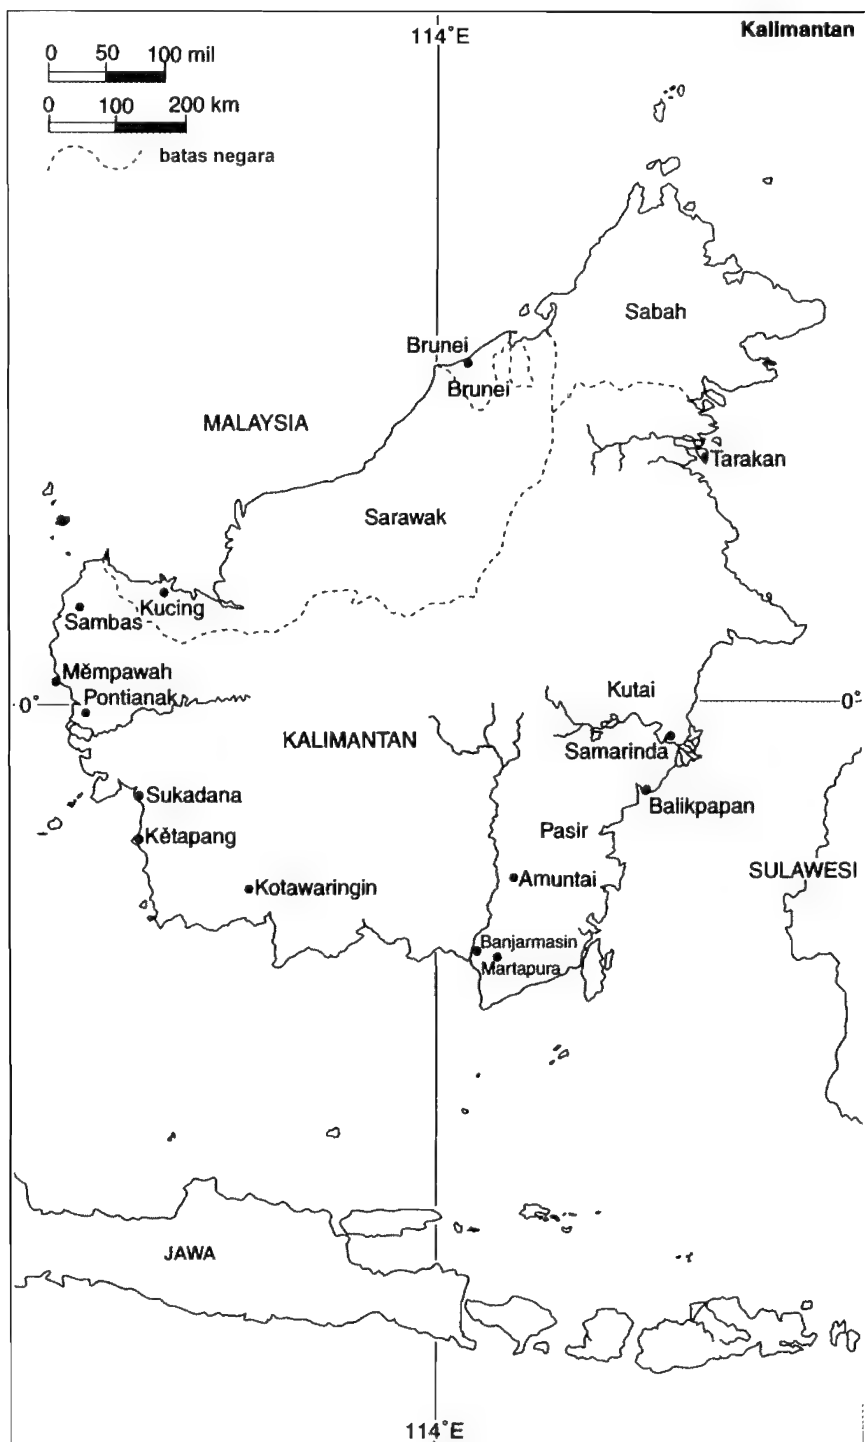 114°E
Kalimantan
0 50 100 mil
0 100 200 km
batas negara
Sabah
Brunei
Brunei
MALAYSIA
Tarakan
Sarawak
Kucing
Sambas
Mĕmpawah
Kutai
0°
Pontianak
0°
KALIMANTAN
Samarinda
Sukadana
Balikpapan
Pasir
Kĕtapang
SULAWESI
Amuntai
Kotawaringin
Banjarmasin
Martapura
JAWA
114°E